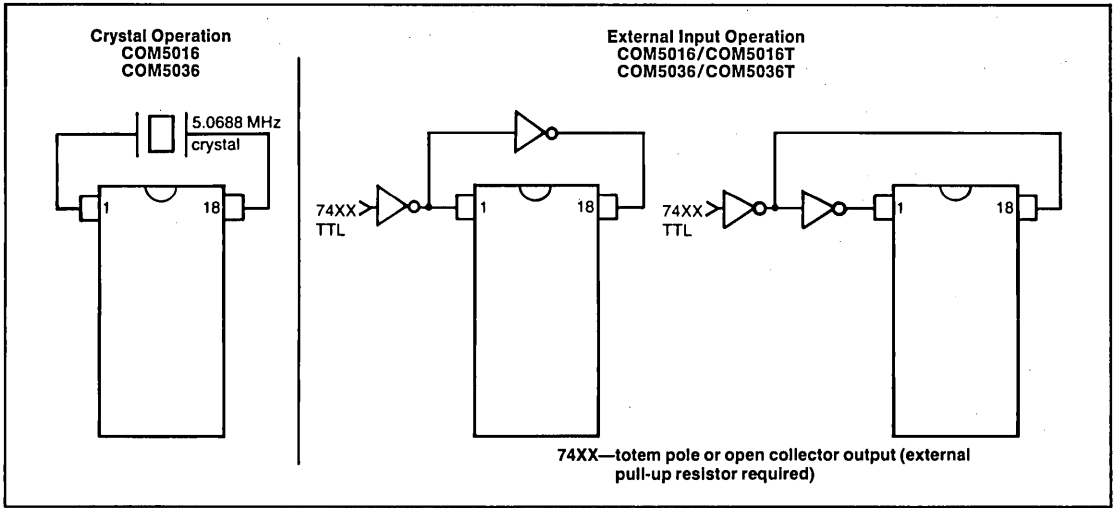 Crystal Operation
COM5016
COM5036
5.0688 MHz
crystal
1
18
External Input Operation
COM5016/COM5016T
COM5036/COM5036T
74XX
TTL
1
18
74XX
TTL
1
18
74XX—totem pole or open collector output (external
pull-up resistor required)